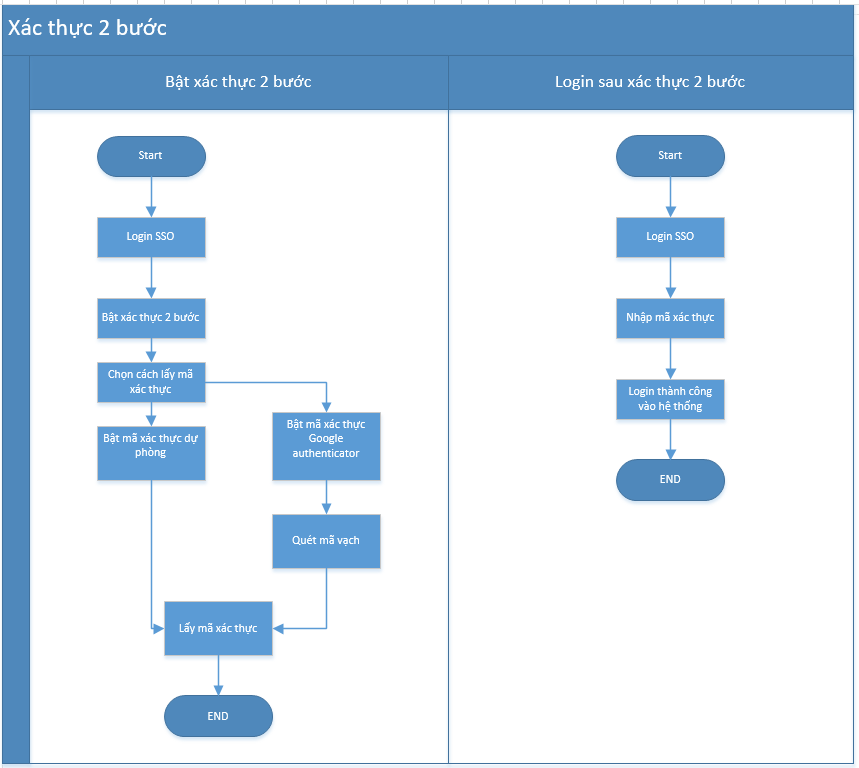 Xác thực 2 bước
Bật xác thực 2 bước
Login sau xác thực 2 bước
Start
Login SSO
Bật xác thực 2 bước
Chọn cách lấy mã
xác thực
Bật mã xác thực dự
phòng
Bật mã xác thực
Google
authenticator
Quét mã vạch
Lấy mã xác thực
END
Start
Login SSO
Nhập mã xác thực
Login thành công
vào hệ thống
END